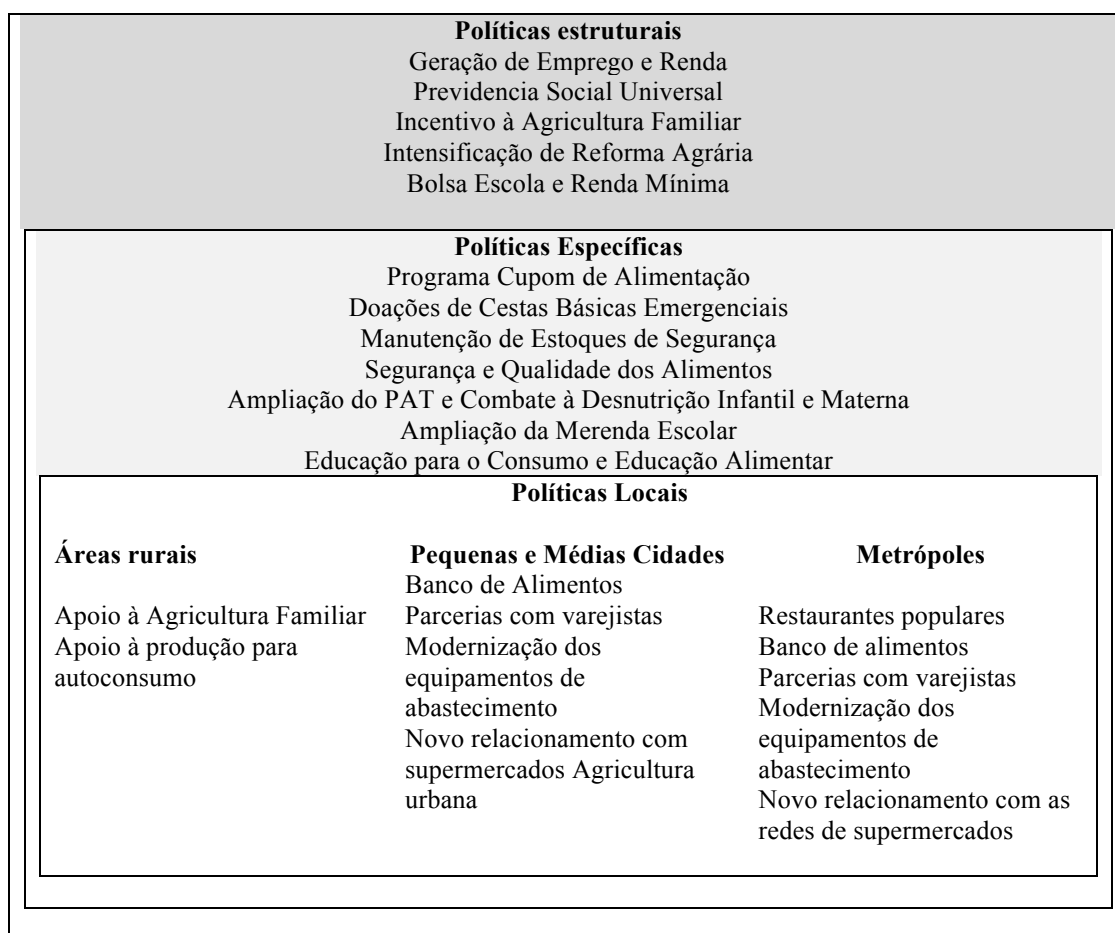 Políticas estruturais
Geração de Emprego e Renda
Previdencia Social Universal
Incentivo à Agricultura Familiar
Intensificação de Reforma Agrária
Bolsa Escola e Renda Mínima
Políticas Específicas
Programa Cupom de Alimentação
Doações de Cestas Básicas Emergenciais
Manutenção de Estoques de Segurança
Segurança e Qualidade dos Alimentos
Ampliação do PAT e Combate à Desnutrição Infantil e Materna
Ampliação da Merenda Escolar
Educação para o Consumo e Educação Alimentar
Políticas Locais
Áreas rurais
Apoio à Agricultura Familiar
Apoio à produção para
autoconsumo
Pequenas e Médias Cidades
Banco de Alimentos
Parcerias com varejistas
Modernização dos
equipamentos de
abastecimento
Novo relacionamento com
supermercados Agricultura
urbana
Metrópoles
Restaurantes populares
Banco de alimentos
Parcerias com varejistas
Modernização dos
equipamentos de
abastecimento
Novo relacionamento com as
redes de supermercados